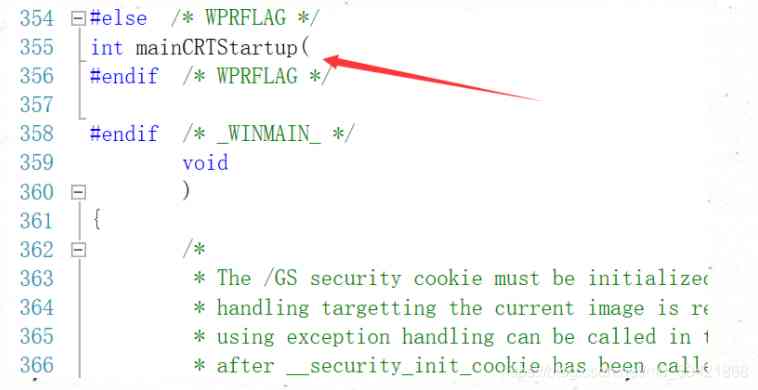 354 #else /* WPRFLAG */
355 int mainCRTStartup(
356 #endif /* WPRFLAG */
357
358 #endif /* _WINMAIN_ */
359 void
360 )
361 {
362 /*
363 * The /GS security cookie must be initialized
364 * handling targetting the current image is re
365 * using exception handling can be called in t
366 * after __security_init_cookie has been calle